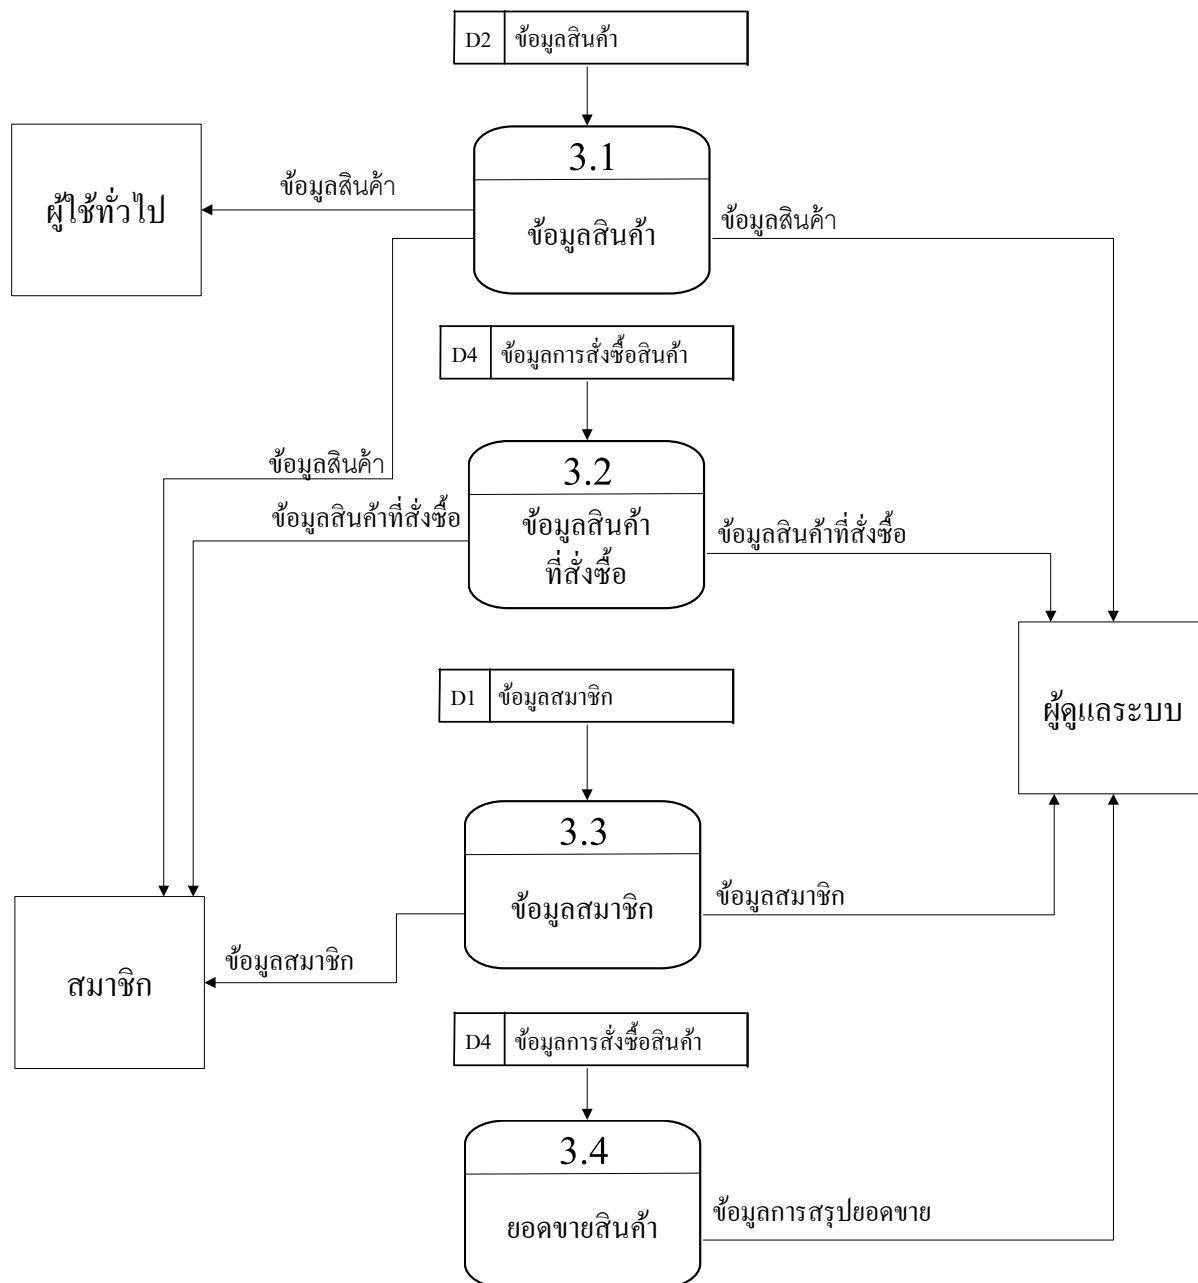 D2 ข้อมูลสินค้า
3.1
ข้อมูลสินค้า
ผู้ใช้ทั่วไป
ข้อมูลสินค้า
ข้อมูลสินค้า
D4 ข้อมูลการสั่งซื้อสินค้า
ข้อมูลสินค้า
3.2
ข้อมูลสินค้าที่สั่งซื้อ
ข้อมูลสินค้า
ที่สั่งซื้อ
ข้อมูลสินค้าที่สั่งซื้อ
D1 ข้อมูลสมาชิก
ผู้ดูแลระบบ
3.3
ข้อมูลสมาชิก
ข้อมูลสมาชิก
ข้อมูลสมาชิก
สมาชิก
D4 ข้อมูลการสั่งซื้อสินค้า
3.4
ยอดขายสินค้า
ข้อมูลการสรุปยอดขาย